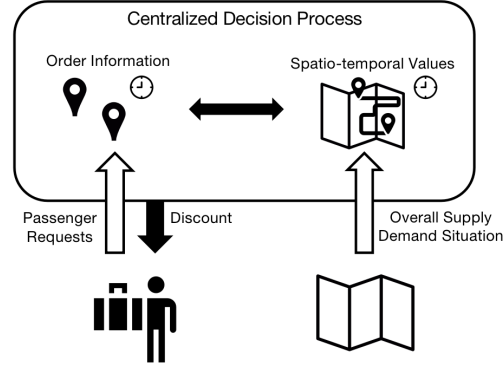 Centralized Decision Process
Order Information
Spatio-temporal Values
Passenger
Requests
Discount
Overall Supply
Demand Situation